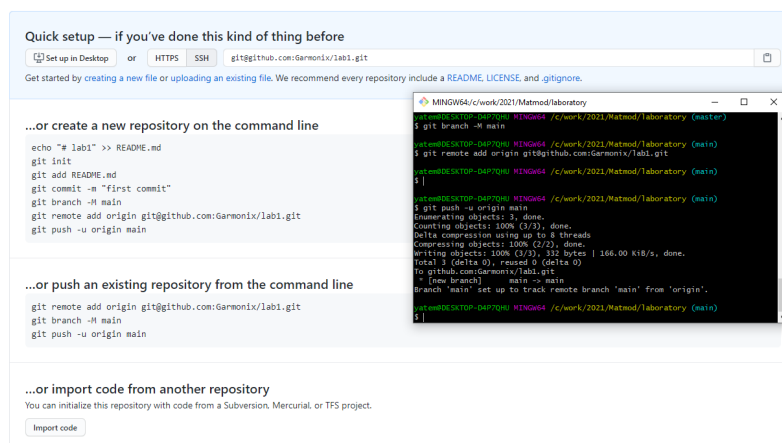 Quick setup — if you've done this kind of thing before
Set up in Desktop or HTTPS SSH git@github.com:Garmonix/lab1.git
Get started by creating a new file or uploading an existing file. We recommend every repository include a README, LICENSE, and .gitignore.
...or create a new repository on the command line
echo "# lab1" >> README.md
git init
git add README.md
git commit -m "first commit"
git branch -M main
git remote add origin git@github.com:Garmonix/lab1.git
git push -u origin main
...or push an existing repository from the command line
git remote add origin git@github.com:Garmonix/lab1.git
git branch -M main
git push -u origin main
...or import code from another repository
You can initialize this repository with code from a Subversion, Mercurial, or TFS project.
Import code
MINGW64:/c/work/2021/Matmod/laboratory
yatem@DESKTOP-D4P7QHU MINGW64 /c/work/2021/Matmod/laboratory (master)
$ git branch -M main
yatem@DESKTOP-D4P7QHU MINGW64 /c/work/2021/Matmod/laboratory (main)
$ git remote add origin git@github.com:Garmonix/lab1.git
yatem@DESKTOP-D4P7QHU MINGW64 /c/work/2021/Matmod/laboratory (main)
$
yatem@DESKTOP-D4P7QHU MINGW64 /c/work/2021/Matmod/laboratory (main)
$ git push -u origin main
Enumerating objects: 3, done.
Counting objects: 100% (3/3), done.
Delta compression using up to 8 threads
Compressing objects: 100% (2/2), done.
Writing objects: 100% (3/3), 332 bytes | 166.00 KiB/s, done.
Total 3 (delta 0), reused 0 (delta 0)
To github.com:Garmonix/lab1.git
* [new branch] main -> main
Branch 'main' set up to track remote branch 'main' from 'origin'.
yatem@DESKTOP-D4P7QHU MINGW64 /c/work/2021/Matmod/laboratory (main)
$